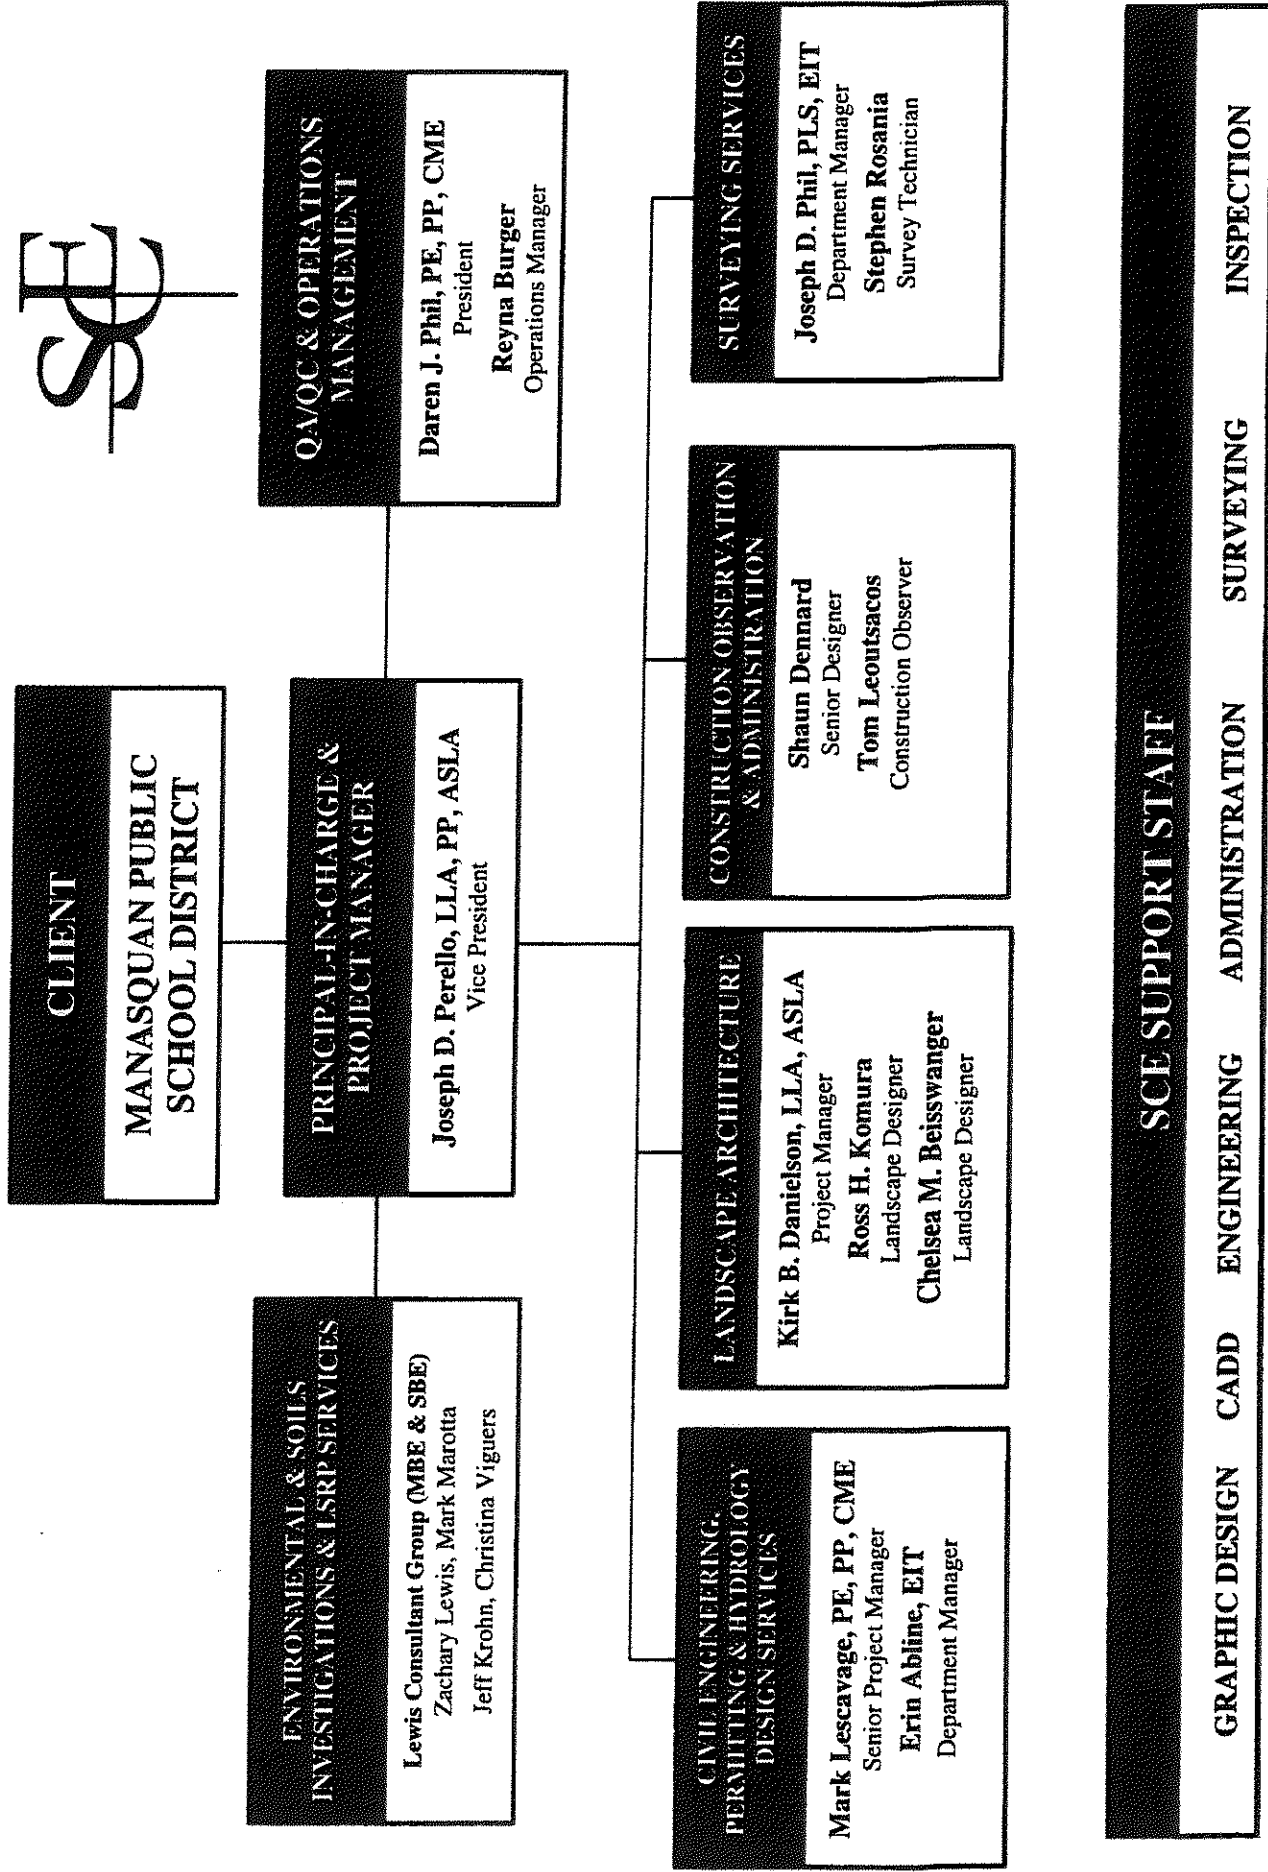 SCE
CLIENT
MANASQUAN PUBLIC
SCHOOL DISTRICT
ENVIRONMENTAL & SOILS
INVESTIGATIONS & LSRP SERVICES
Lewis Consultant Group (MBE & SBE)
Zachary Lewis, Mark Marotta
Jeff Krohn, Christina Viguers
PRINCIPAL-IN-CHARGE &
PROJECT MANAGER
Joseph D. Perello, LLA, PP, ASLA
Vice President
QA/QC & OPERATIONS
MANAGEMENT
Daren J. Phil, PE, PP, CME
President
Reyna Burger
Operations Manager
CIVIL ENGINEERING,
PERMITTING & HYDROLOGY
DESIGN SERVICES
Mark Lescavage, PE, PP, CME
Senior Project Manager
Erin Abline, EIT
Department Manager
LANDSCAPE ARCHITECTURE
Kirk B. Danielson, LLA, ASLA
Project Manager
Ross H. Komura
Landscape Designer
Chelsea M. Beisswanger
Landscape Designer
CONSTRUCTION OBSERVATION
& ADMINISTRATION
Shaun Dennard
Senior Designer
Tom Leoutsacos
Construction Observer
SURVEYING SERVICES
Joseph D. Phil, PLS, EIT
Department Manager
Stephen Rosania
Survey Technician
SCE SUPPORT STAFF
GRAPHIC DESIGN CADD ENGINEERING ADMINISTRATION SURVEYING INSPECTION